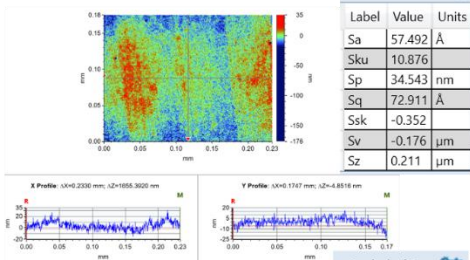 0.18
0.15
0.10
0.05
0.00
mm
0.00 0.05 0.10 0.15 0.20 0.23
mm
35
0
-50
-100
-150
-176
nm
Label Value Units
Sa 57.492 Å
Sku 10.876
Sp 34.543 nm
Sq 72.911 Å
Ssk -0.352
Sv -0.176 µm
Sz 0.211 µm
X Profile: ΔX=0.2330 mm; ΔZ=1655.3920 nm
R M
nm
0.00 0.05 0.10 0.15 0.23
mm
Y Profile: ΔX=0.1747 mm; ΔZ=-4.8516 nm
R M
nm
0.00 0.05 0.10 0.17
mm